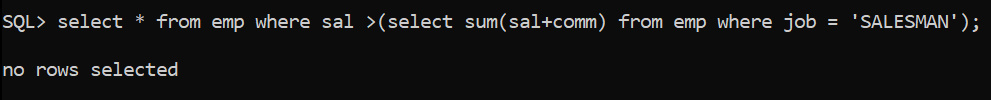 SQL> select * from emp where sal >(select sum(sal+comm) from emp where job = 'SALESMAN');
no rows selected